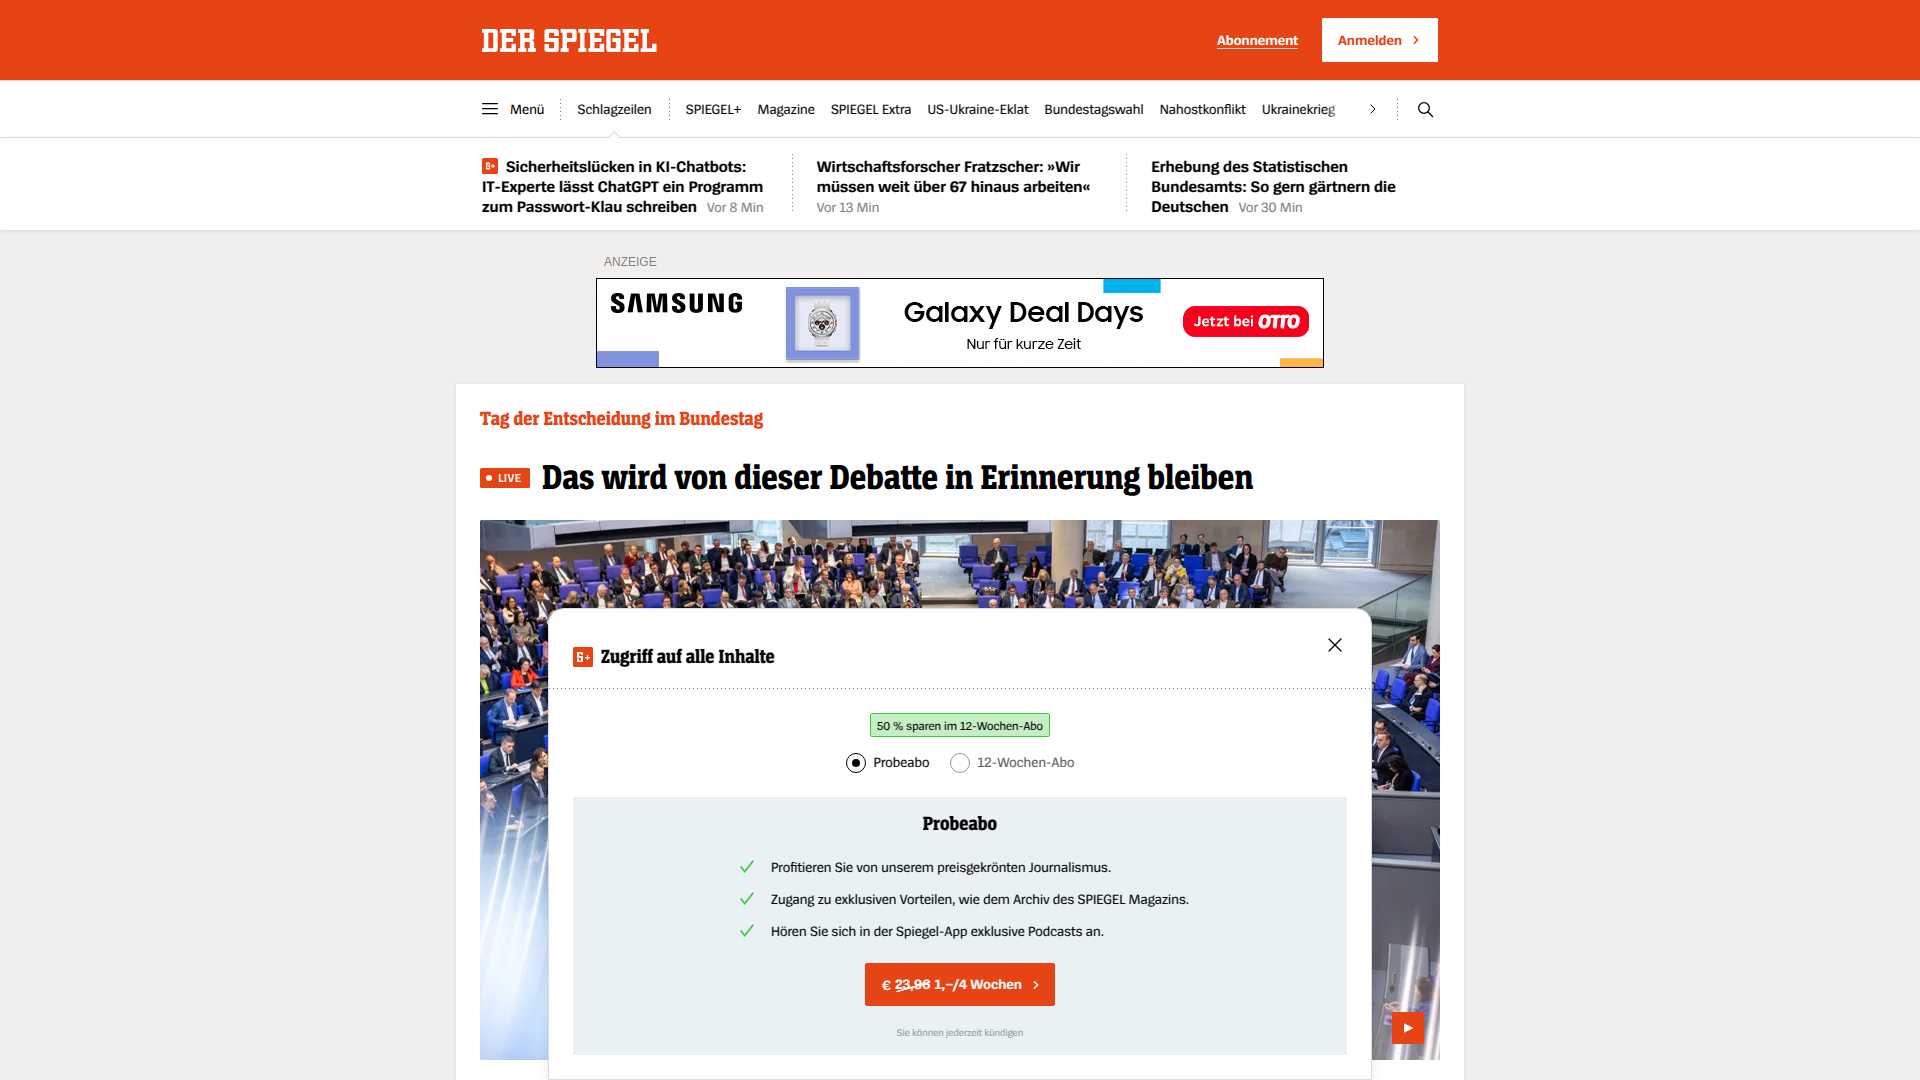 DER SPIEGEL
Abonnement
Anmelden
Menü
Schlagzeilen
SPIEGEL+
Magazine
SPIEGEL Extra
US-Ukraine-Eklat
Bundestagswahl
Nahostkonflikt
Ukrainekrieg
S+ Sicherheitslücken in KI-Chatbots:
IT-Experte lässt ChatGPT ein Programm
zum Passwort-Klau schreiben Vor 8 Min
Wirtschaftsforscher Fratzscher: »Wir
müssen weit über 67 hinaus arbeiten«
Vor 13 Min
Erhebung des Statistischen
Bundesamts: So gern gärtnern die
Deutschen Vor 30 Min
ANZEIGE
SAMSUNG
Galaxy Deal Days
Nur für kurze Zeit
Jetzt bei OTTO
Tag der Entscheidung im Bundestag
LIVE Das wird von dieser Debatte in Erinnerung bleiben
S+ Zugriff auf alle Inhalte
50 % sparen im 12-Wochen-Abo
Probeabo
12-Wochen-Abo
Probeabo
Profitieren Sie von unserem preisgekrönten Journalismus.
Zugang zu exklusiven Vorteilen, wie dem Archiv des SPIEGEL Magazins.
Hören Sie sich in der Spiegel-App exklusive Podcasts an.
€ 23,96 1,–/4 Wochen
Sie können jederzeit kündigen